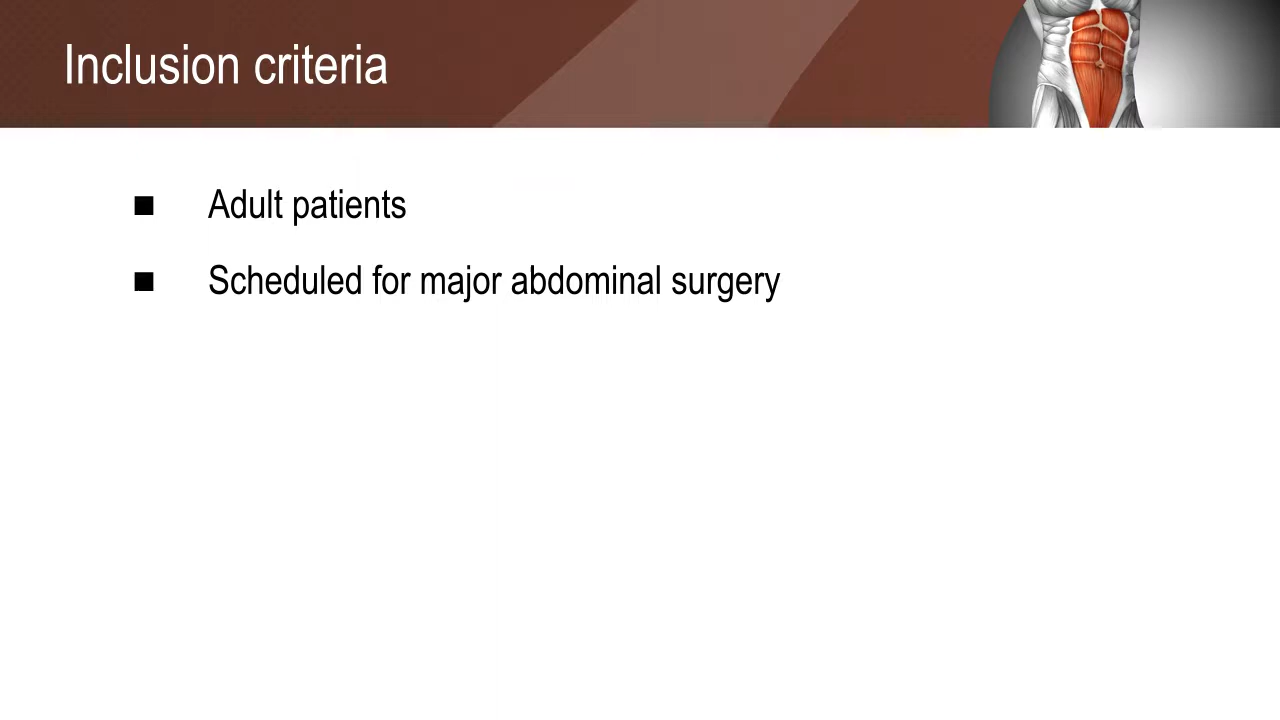 Inclusion criteria
Adult patients
Scheduled for major abdominal surgery